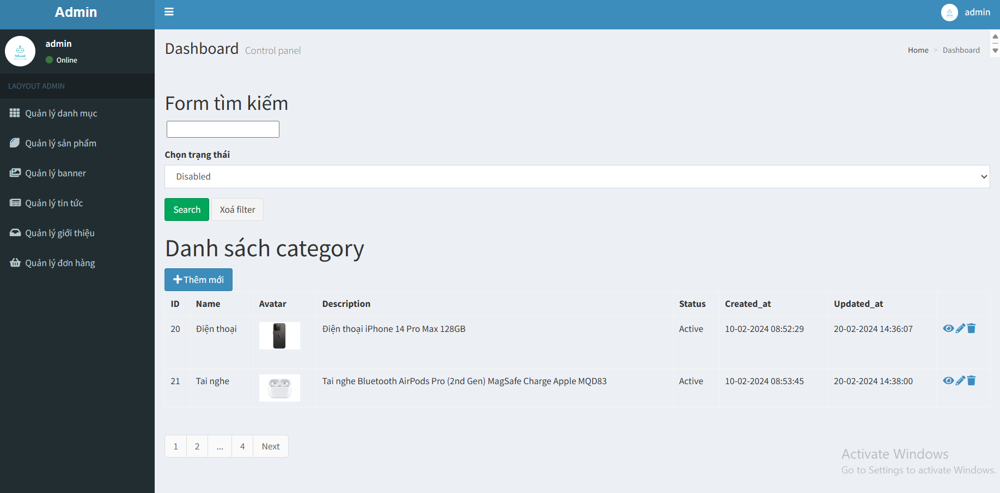 Admin
admin
admin
Online
Dashboard Control panel
Home > Dashboard
LAOYOUT ADMIN
Quản lý danh mục
Quản lý sản phẩm
Quản lý banner
Quản lý tin tức
Quản lý giới thiệu
Quản lý đơn hàng
Form tìm kiếm
Chọn trạng thái
Disabled
Search Xoá filter
Danh sách category
Thêm mới
ID Name Avatar Description Status Created_at Updated_at
20 Điện thoại Điện thoại iPhone 14 Pro Max 128GB Active 10-02-2024 08:52:29 20-02-2024 14:36:07
21 Tai nghe Tai nghe Bluetooth AirPods Pro (2nd Gen) MagSafe Charge Apple MQD83 Active 10-02-2024 08:53:45 20-02-2024 14:38:00
1 2 ... 4 Next
Activate Windows
Go to Settings to activate Windows.